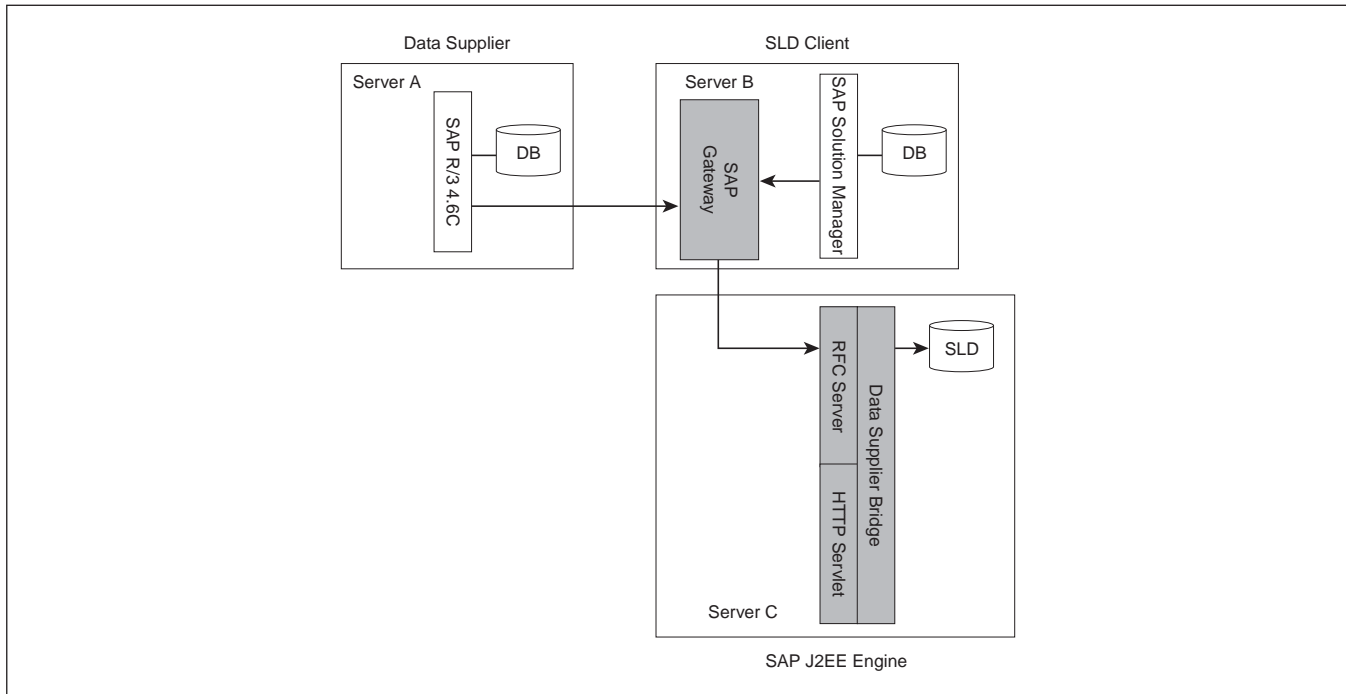 Data Supplier
SLD Client
Server A
SAP R/3 4.6C
DB
Server B
SAP
Gateway
SAP Solution Manager
DB
RFC Server
HTTP Servlet
Data Supplier Bridge
SLD
Server C
SAP J2EE Engine